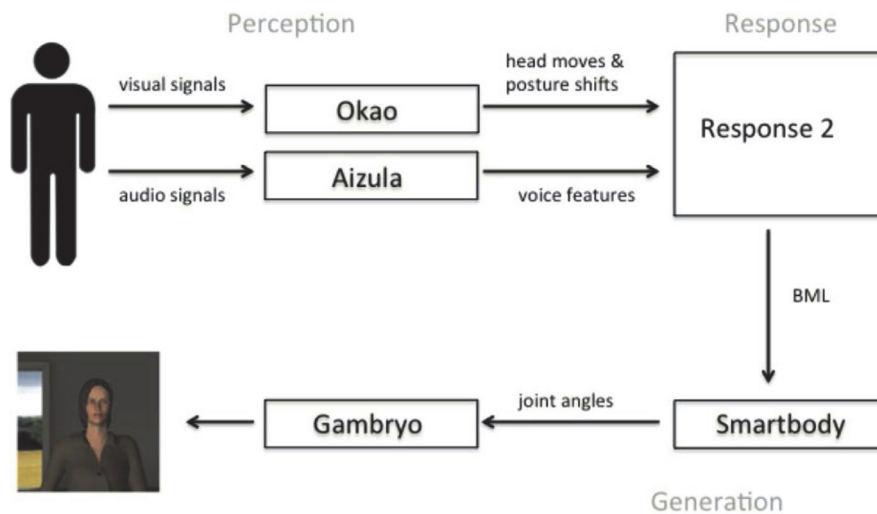 Perception
Response
visual signals
Okao
head moves &
posture shifts
Response 2
audio signals
Aizula
voice features
BML
Gambryo
joint angles
Smartbody
Generation